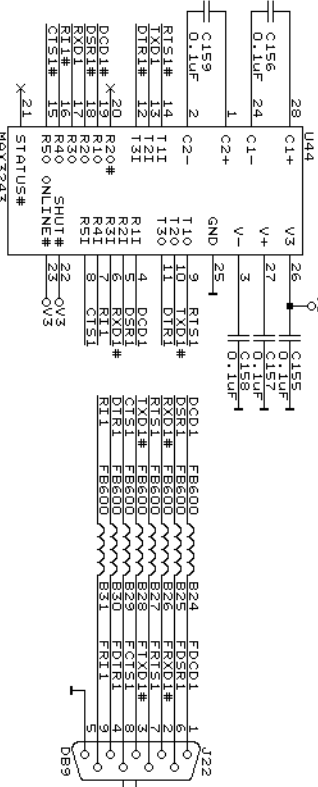 U44
C156
0.1uF
C159
0.1uF
28 C1+ V3 26
24 C1- V+ 27
1 C2+ V- 3
2 C2- GND 25
C155
0.1uF
C157
0.1uF
C158
0.1uF
RTS1# 14 T1I T1O 9 RTS1
TXD1 13 T2I T2O 10 TXD1#
DTR1# 12 T3I T3O 11 DTR1
20 R2O#
DCD1# 19 R1O R1I 4 DCD1
DSR1# 18 R2O R2I 5 DSR1
RXD1 17 R3O R3I 6 RXD1#
RI1# 16 R4O R4I 7 RI1
CTS1# 15 R5O R5I 8 CTS1
SHUT# 22 V3
ONLINE# 23 V3
21 STATUS#
MAX3243
J22
DCD1 FB600 B24 FDCD1 1
DSR1 FB600 B25 FDSR1 6
RXD1# FB600 B26 FRXD1# 2
RTS1 FB600 B27 FRTS1 7
TXD1# FB600 B28 FTXD1# 3
CTS1 FB600 B29 FCTS1 8
DTR1 FB600 B30 FDTR1 4
RI1 FB600 B31 FRI1 9
5
DB9